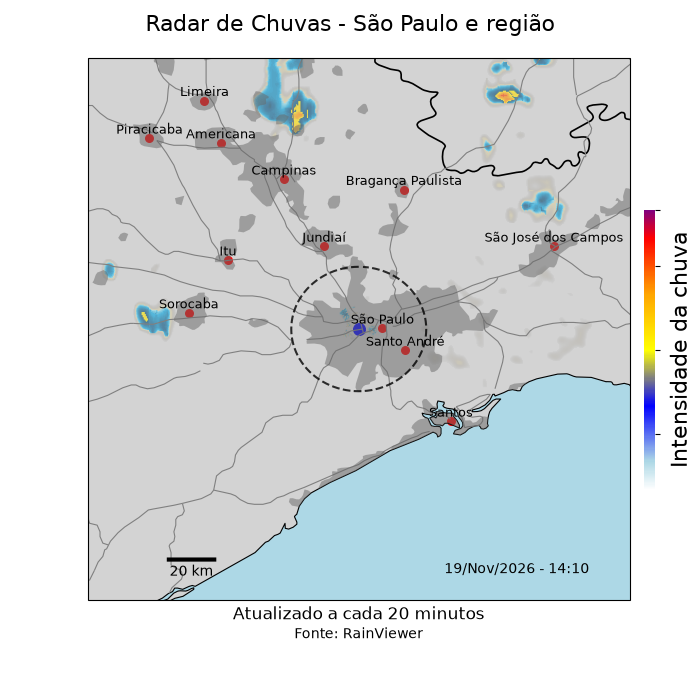 Radar de Chuvas - São Paulo e região
Limeira
Piracicaba
Americana
Campinas
Bragança Paulista
Jundiaí
São José dos Campos
Itu
Sorocaba
São Paulo
Santo André
Santos
Intensidade da chuva
20 km
19/Nov/2026 - 14:10
Atualizado a cada 20 minutos
Fonte: RainViewer